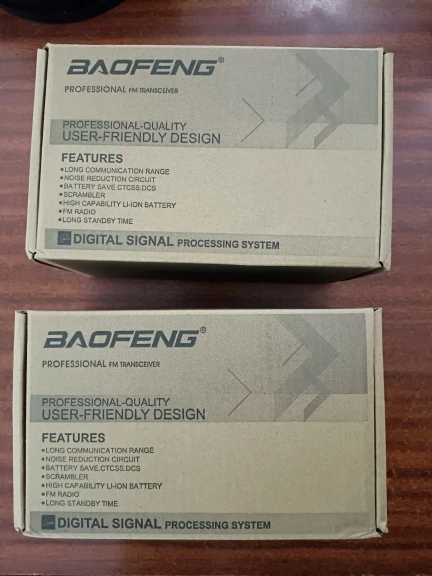 BAOFENG®
PROFESSIONAL FM TRANSCEIVER
PROFESSIONAL-QUALITY
USER-FRIENDLY DESIGN
FEATURES
●LONG COMMUNICATION RANGE
●NOISE REDUCTION CIRCUIT
●BATTERY SAVE,CTCSS,DCS
●SCRAMBLER
●HIGH CAPABILITY LI-ION BATTERY
●FM RADIO
●LONG STANDBY TIME
DIGITAL SIGNAL PROCESSING SYSTEM
BAOFENG®
PROFESSIONAL FM TRANSCEIVER
PROFESSIONAL-QUALITY
USER-FRIENDLY DESIGN
FEATURES
●LONG COMMUNICATION RANGE
●NOISE REDUCTION CIRCUIT
●BATTERY SAVE,CTCSS,DCS
●SCRAMBLER
●HIGH CAPABILITY LI-ION BATTERY
●FM RADIO
●LONG STANDBY TIME
DIGITAL SIGNAL PROCESSING SYSTEM